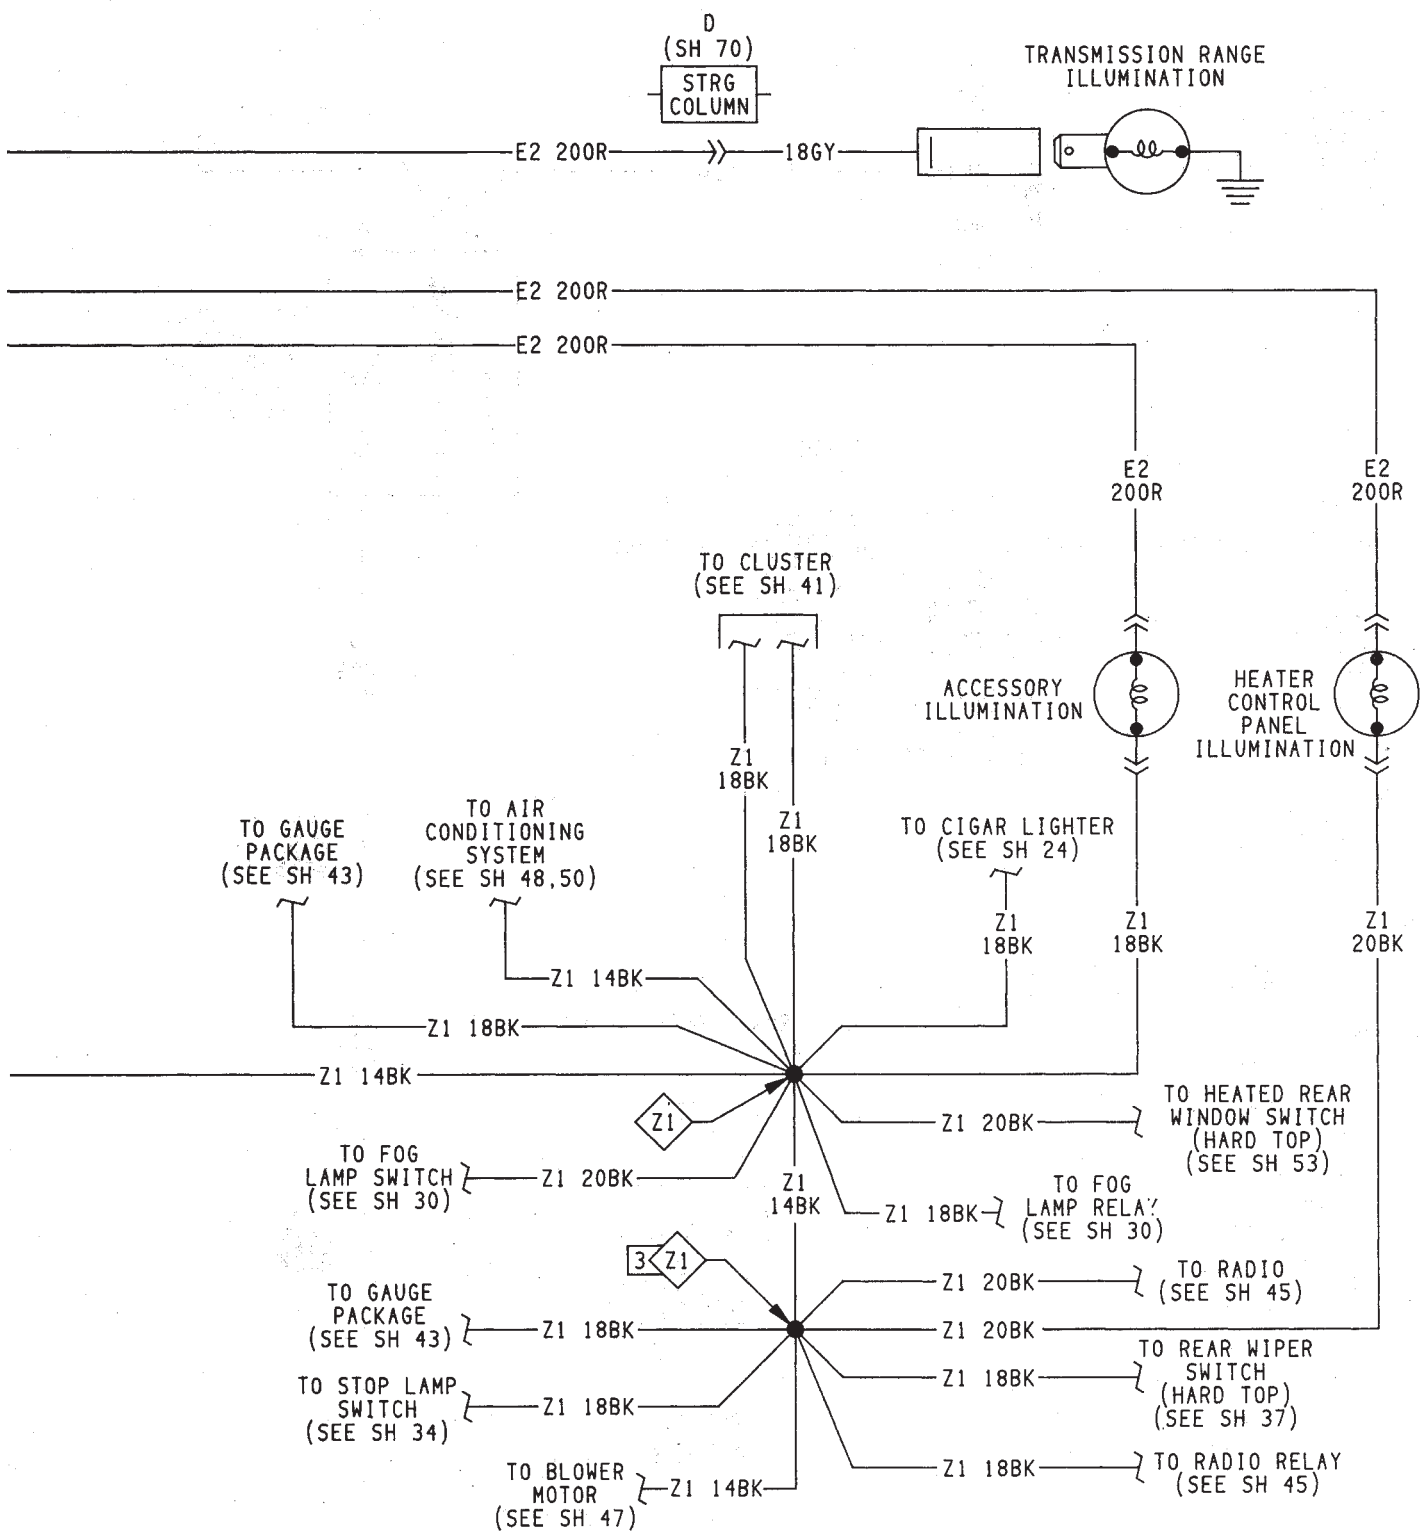 D
(SH 70)
STRG
COLUMN
TRANSMISSION RANGE
ILLUMINATION
E2 200R
18GY
E2 200R
E2 200R
E2
200R
E2
200R
TO CLUSTER
(SEE SH 41)
ACCESSORY
ILLUMINATION
HEATER
CONTROL
PANEL
ILLUMINATION
Z1
18BK
Z1
18BK
TO GAUGE
PACKAGE
(SEE SH 43)
TO AIR
CONDITIONING
SYSTEM
(SEE SH 48,50)
TO CIGAR LIGHTER
(SEE SH 24)
Z1
18BK
Z1
18BK
Z1
20BK
Z1 14BK
Z1 18BK
Z1 14BK
Z1
TO HEATED REAR
WINDOW SWITCH
(HARD TOP)
(SEE SH 53)
Z1 20BK
TO FOG
LAMP SWITCH
(SEE SH 30)
Z1 20BK
Z1
14BK
Z1 18BK
TO FOG
LAMP RELAY
(SEE SH 30)
3 Z1
Z1 20BK
TO RADIO
(SEE SH 45)
TO GAUGE
PACKAGE
(SEE SH 43)
Z1 18BK
Z1 20BK
TO REAR WIPER
SWITCH
(HARD TOP)
(SEE SH 37)
Z1 18BK
TO STOP LAMP
SWITCH
(SEE SH 34)
Z1 18BK
Z1 18BK
TO RADIO RELAY
(SEE SH 45)
TO BLOWER
MOTOR
(SEE SH 47)
Z1 14BK